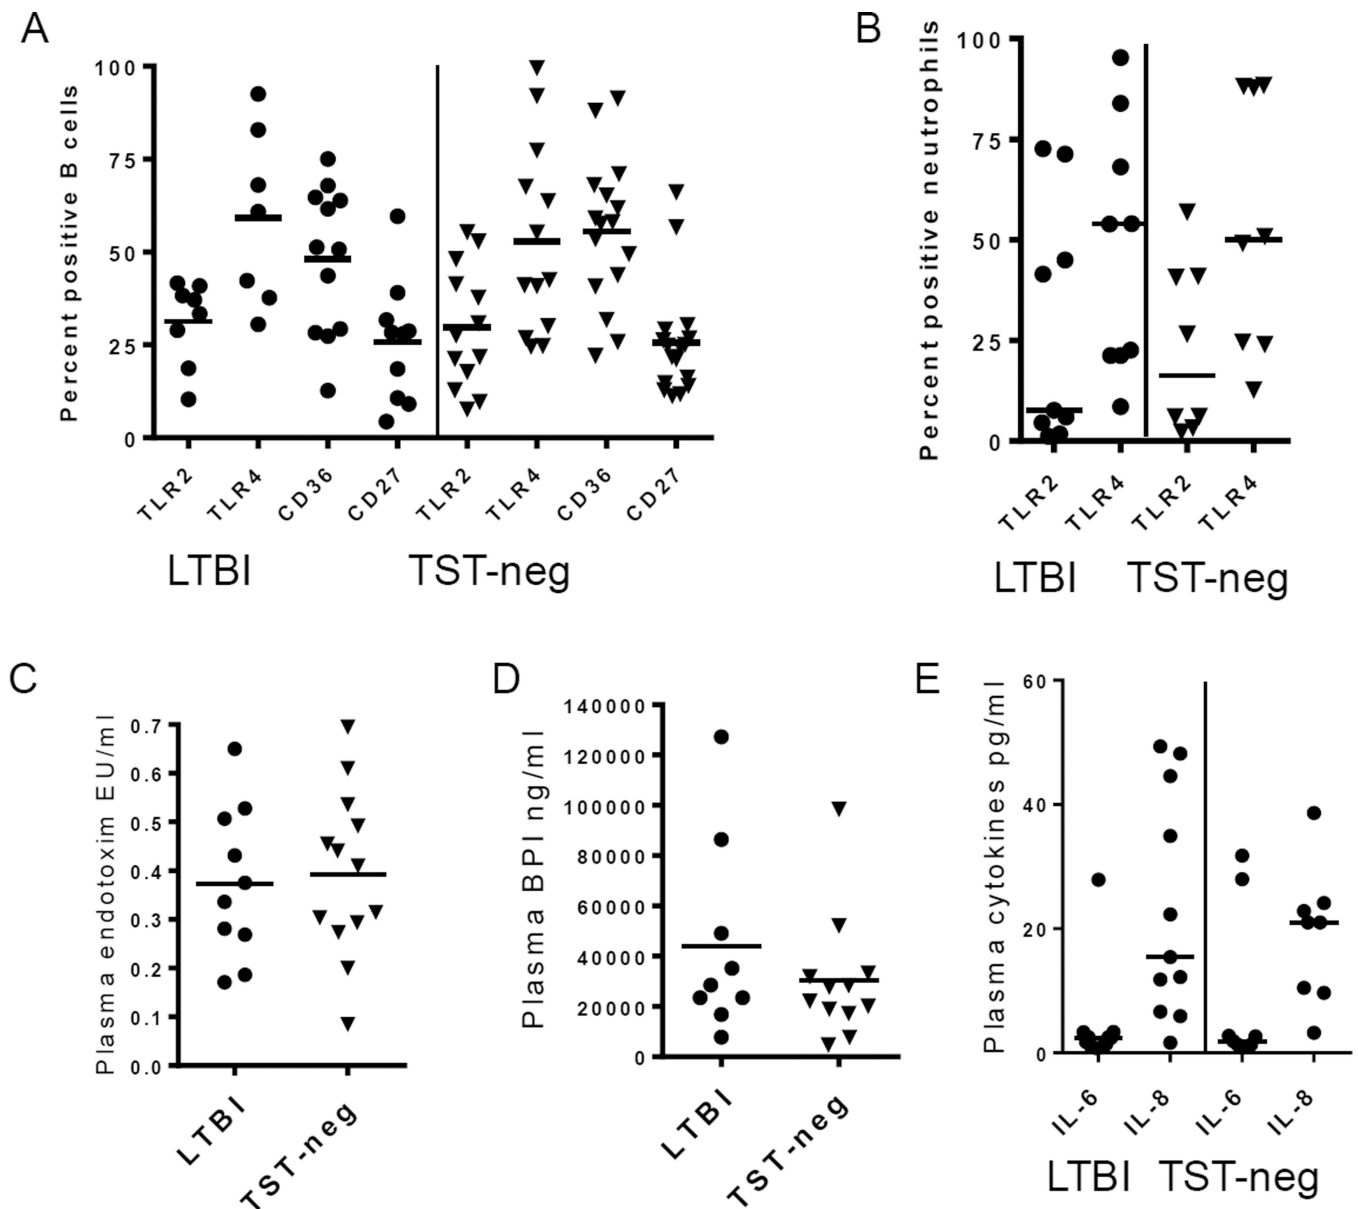 A
Percent positive B cells
100
75
50
25
0
TLR2
TLR4
CD36
CD27
TLR2
TLR4
CD36
CD27
LTBI
TST-neg
B
Percent positive neutrophils
100
75
50
25
0
TLR2
TLR4
TLR2
TLR4
LTBI
TST-neg
C
Plasma endotoxim EU/ml
0.7
0.6
0.5
0.4
0.3
0.2
0.1
0.0
LTBI
TST-neg
D
Plasma BPI ng/ml
140000
120000
100000
80000
60000
40000
20000
0
LTBI
TST-neg
E
Plasma cytokines pg/ml
60
40
20
0
IL-6
IL-8
IL-6
IL-8
LTBI
TST-neg